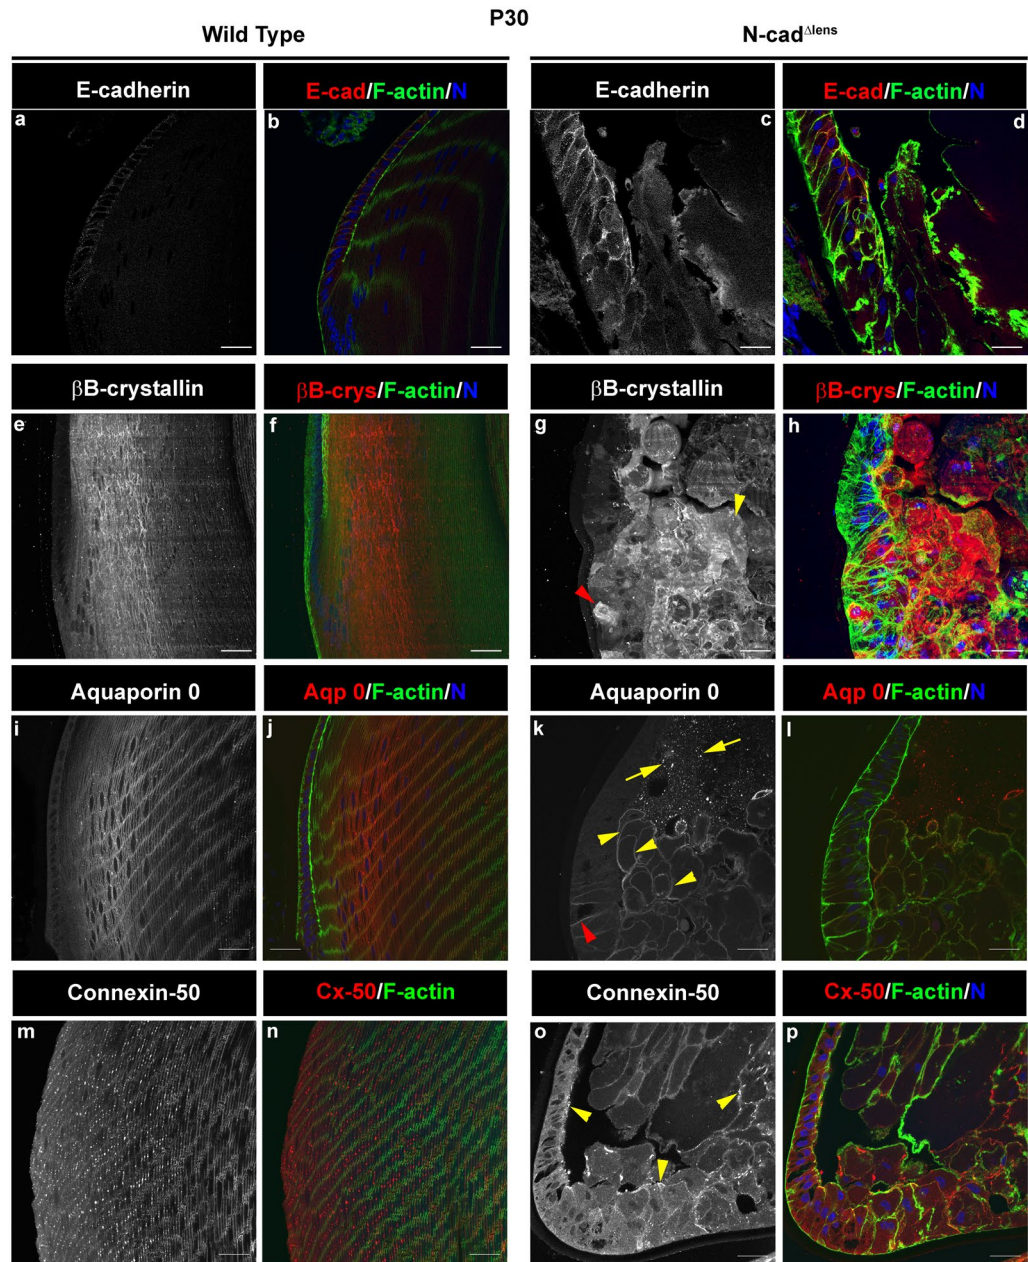 P30
Wild Type
N-cadΔlens
E-cadherin
E-cad/F-actin/N
E-cadherin
E-cad/F-actin/N
a
b
c
d
βB-crystallin
βB-crys/F-actin/N
βB-crystallin
βB-crys/F-actin/N
e
f
g
h
Aquaporin 0
Aqp 0/F-actin/N
Aquaporin 0
Aqp 0/F-actin/N
i
j
k
l
Connexin-50
Cx-50/F-actin
Connexin-50
Cx-50/F-actin/N
m
n
o
p